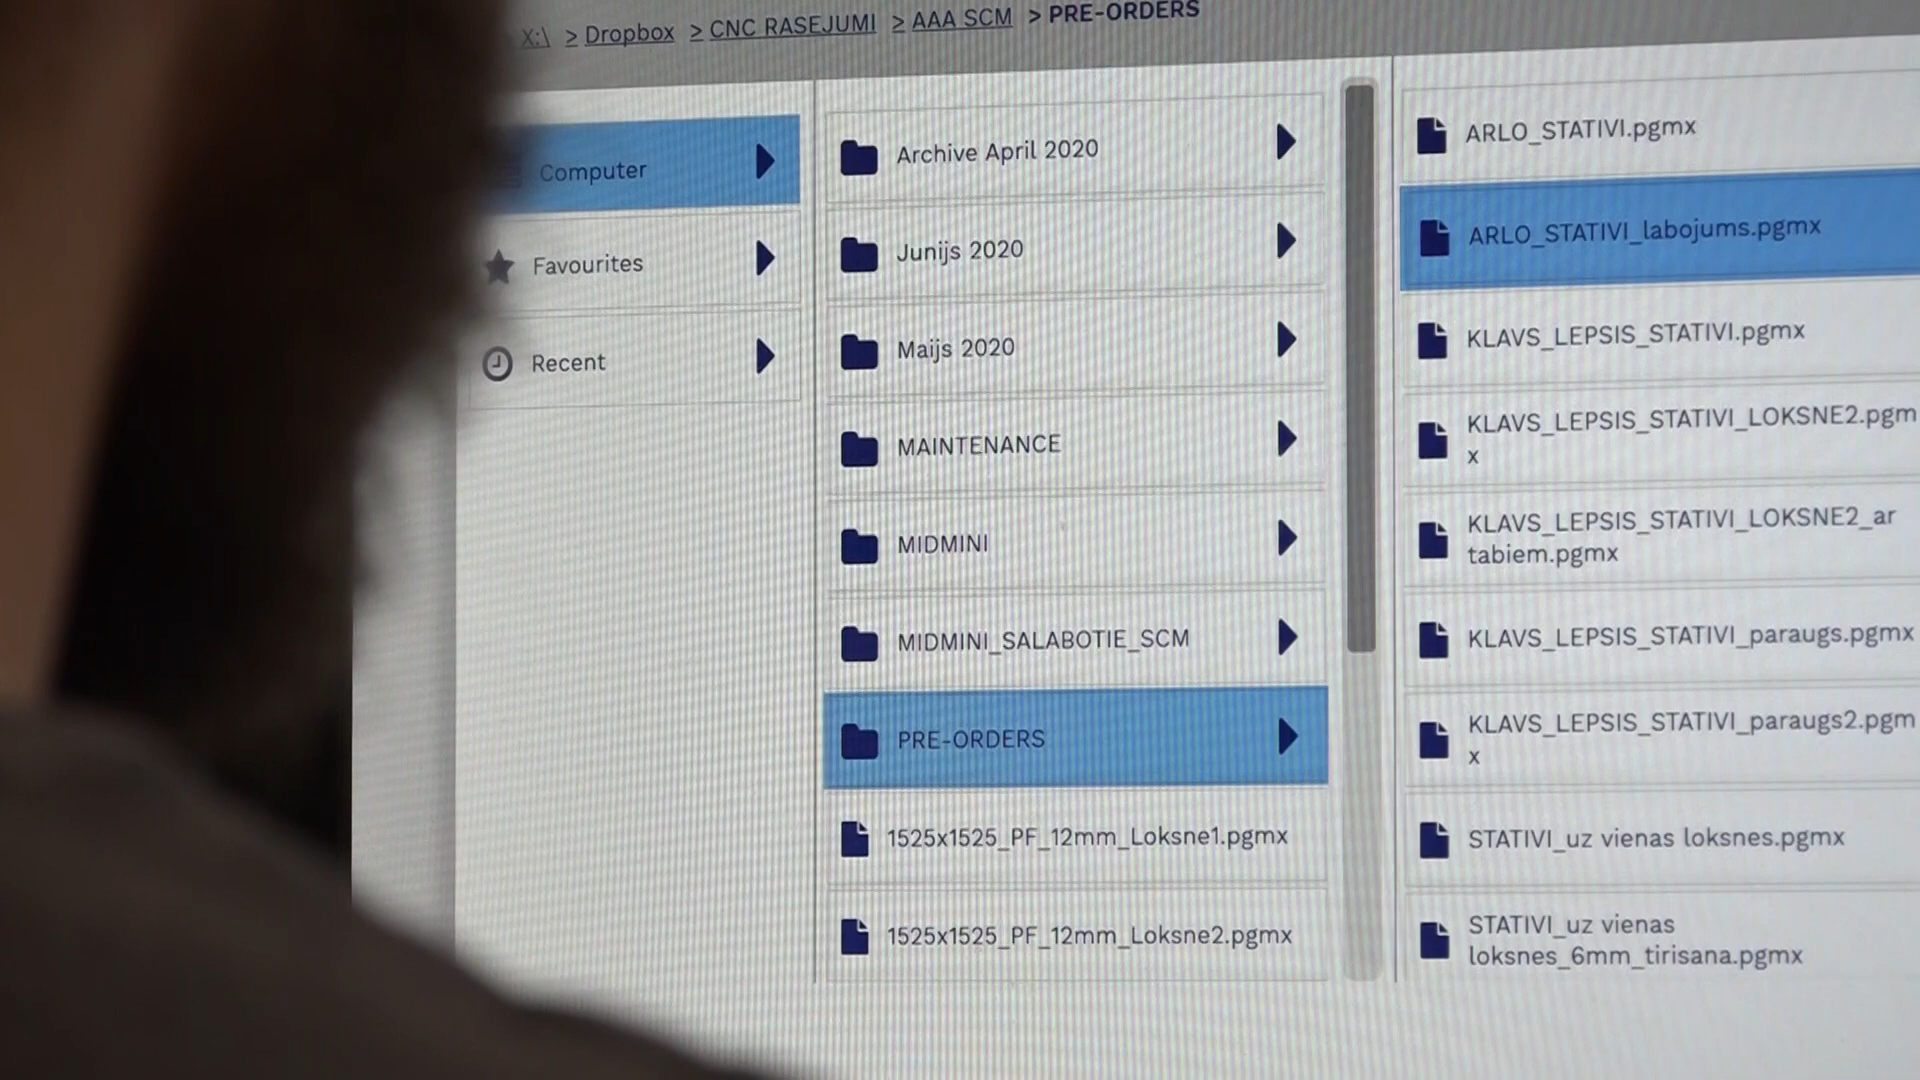 X:\ > Dropbox > CNC RASEJUMI > AAA SCM > PRE-ORDERS
Computer
Favourites
Recent
Archive April 2020
Junijs 2020
Maijs 2020
MAINTENANCE
MIDMINI
MIDMINI_SALABOTIE_SCM
PRE-ORDERS
1525x1525_PF_12mm_Loksne1.pgmx
1525x1525_PF_12mm_Loksne2.pgmx
ARLO_STATIVI.pgmx
ARLO_STATIVI_labojums.pgmx
KLAVS_LEPSIS_STATIVI.pgmx
KLAVS_LEPSIS_STATIVI_LOKSNE2.pgm
x
KLAVS_LEPSIS_STATIVI_LOKSNE2_ar
tabiem.pgmx
KLAVS_LEPSIS_STATIVI_paraugs.pgmx
KLAVS_LEPSIS_STATIVI_paraugs2.pgm
x
STATIVI_uz vienas loksnes.pgmx
STATIVI_uz vienas
loksnes_6mm_tirisana.pgmx